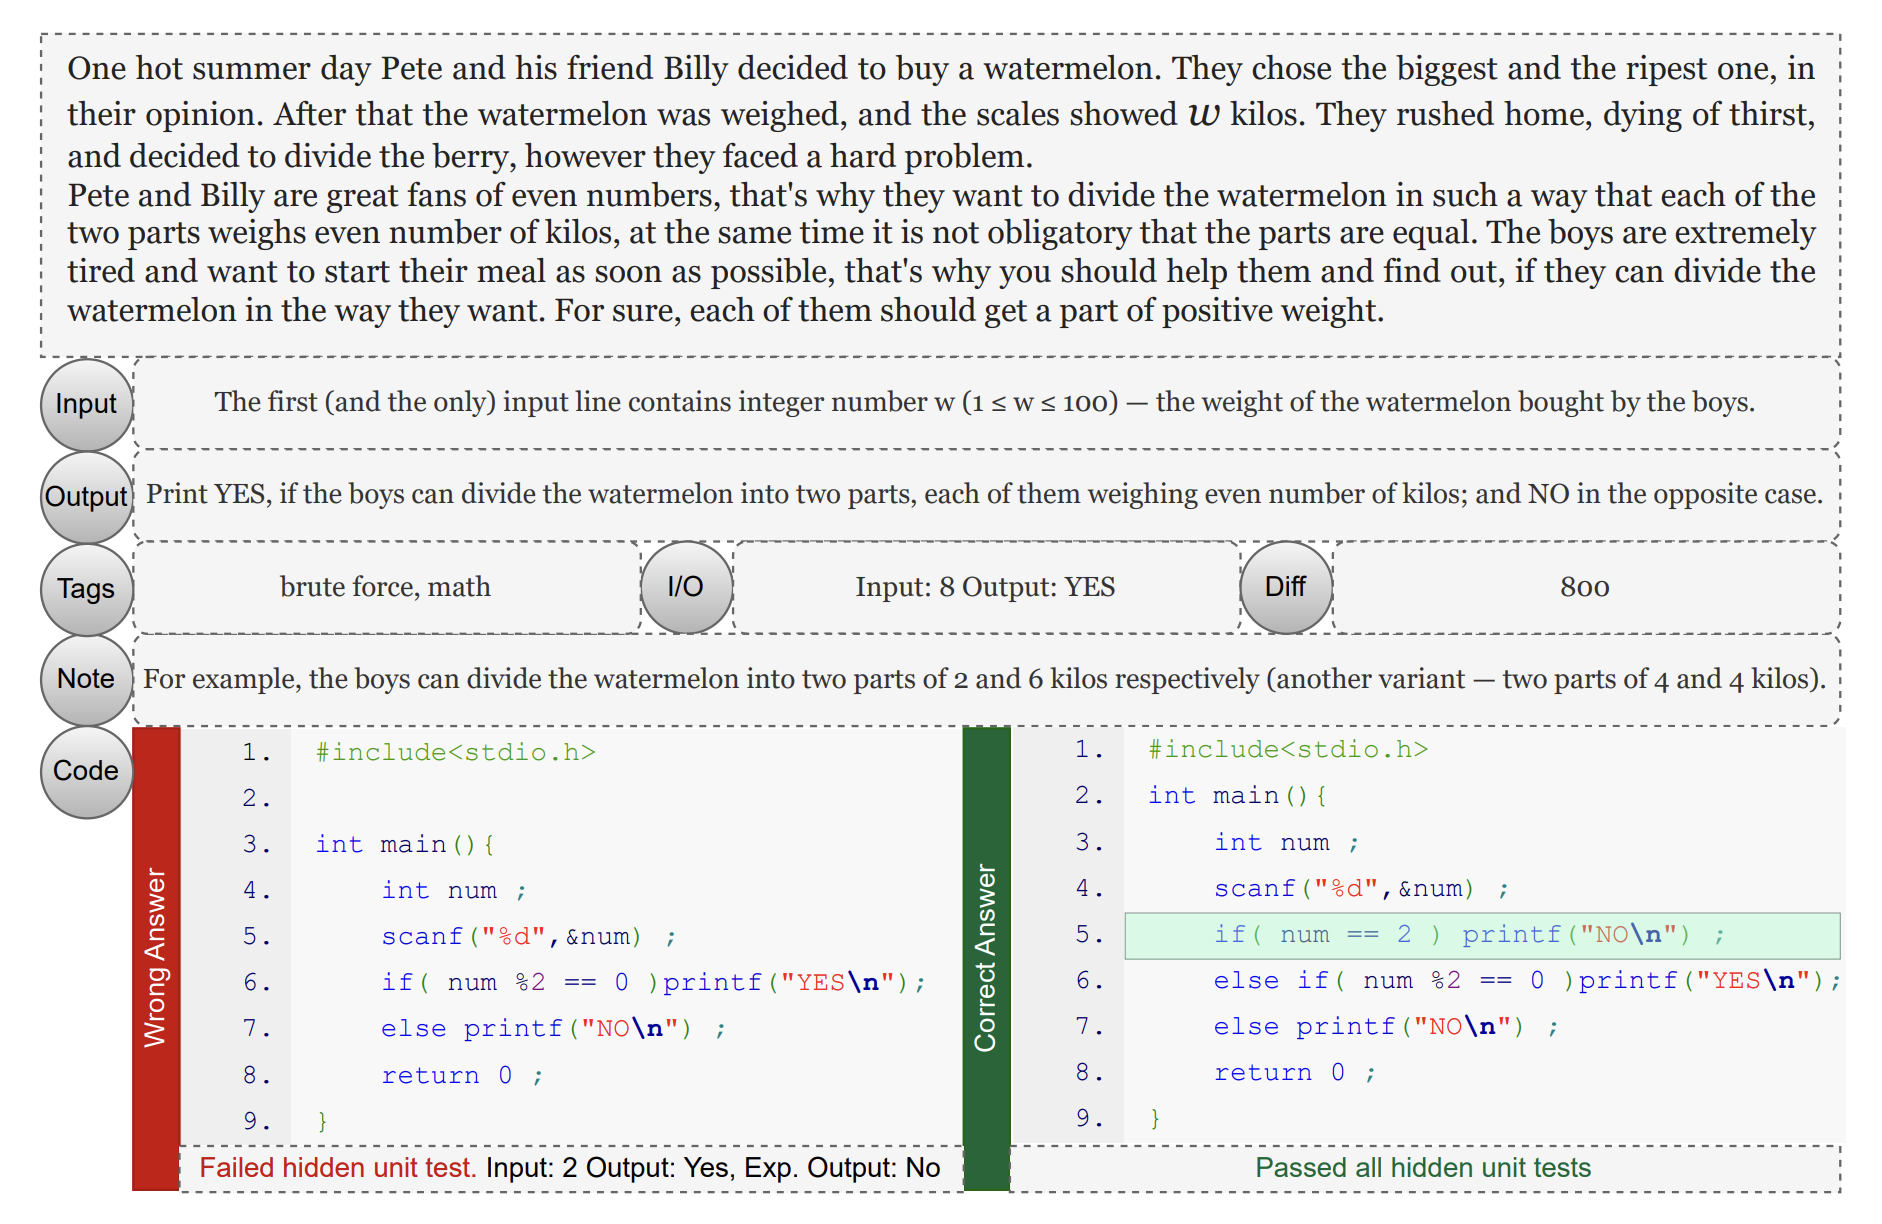 One hot summer day Pete and his friend Billy decided to buy a watermelon. They chose the biggest and the ripest one, in
their opinion. After that the watermelon was weighed, and the scales showed w kilos. They rushed home, dying of thirst,
and decided to divide the berry, however they faced a hard problem.
Pete and Billy are great fans of even numbers, that's why they want to divide the watermelon in such a way that each of the
two parts weighs even number of kilos, at the same time it is not obligatory that the parts are equal. The boys are extremely
tired and want to start their meal as soon as possible, that's why you should help them and find out, if they can divide the
watermelon in the way they want. For sure, each of them should get a part of positive weight.
Input
The first (and the only) input line contains integer number w (1 ≤ w ≤ 100) — the weight of the watermelon bought by the boys.
Output
Print YES, if the boys can divide the watermelon into two parts, each of them weighing even number of kilos; and NO in the opposite case.
Tags
brute force, math
I/O
Input: 8 Output: YES
Diff
800
Note
For example, the boys can divide the watermelon into two parts of 2 and 6 kilos respectively (another variant — two parts of 4 and 4 kilos).
Code
Wrong Answer
1. #include<stdio.h>
2.
3. int main(){
4. int num ;
5. scanf("%d",&num) ;
6. if( num %2 == 0 )printf("YES\n");
7. else printf("NO\n") ;
8. return 0 ;
9. }
Failed hidden unit test. Input: 2 Output: Yes, Exp. Output: No
Correct Answer
1. #include<stdio.h>
2. int main(){
3. int num ;
4. scanf("%d",&num) ;
5. if( num == 2 ) printf("NO\n") ;
6. else if( num %2 == 0 )printf("YES\n");
7. else printf("NO\n") ;
8. return 0 ;
9. }
Passed all hidden unit tests